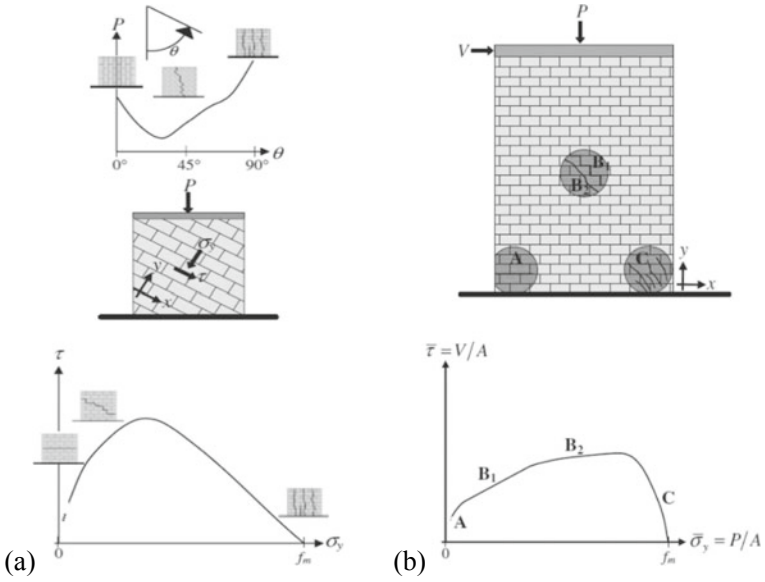 P
θ
0° 45° 90° θ
P
σy
τ
y
x
τ
t
0 fm σy
(a)
P
V
B1
B2
A C
y
x
τ̅ = V/A
B1 B2
A C
0 fm σ̅y = P/A
(b)